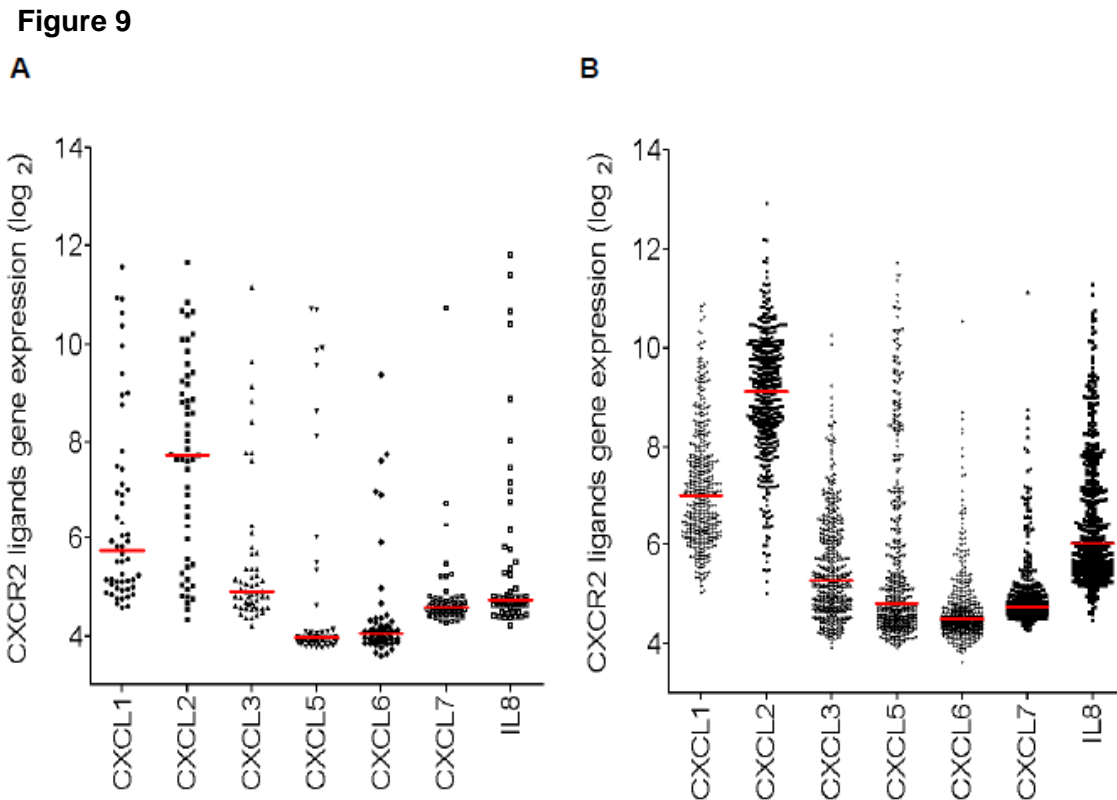 Figure 9
A
CXCR2 ligands gene expression (log 2)
14
12
10
8
6
4
CXCL1
CXCL2
CXCL3
CXCL5
CXCL6
CXCL7
IL8
B
CXCR2 ligands gene expression (log 2)
14
12
10
8
6
4
CXCL1
CXCL2
CXCL3
CXCL5
CXCL6
CXCL7
IL8